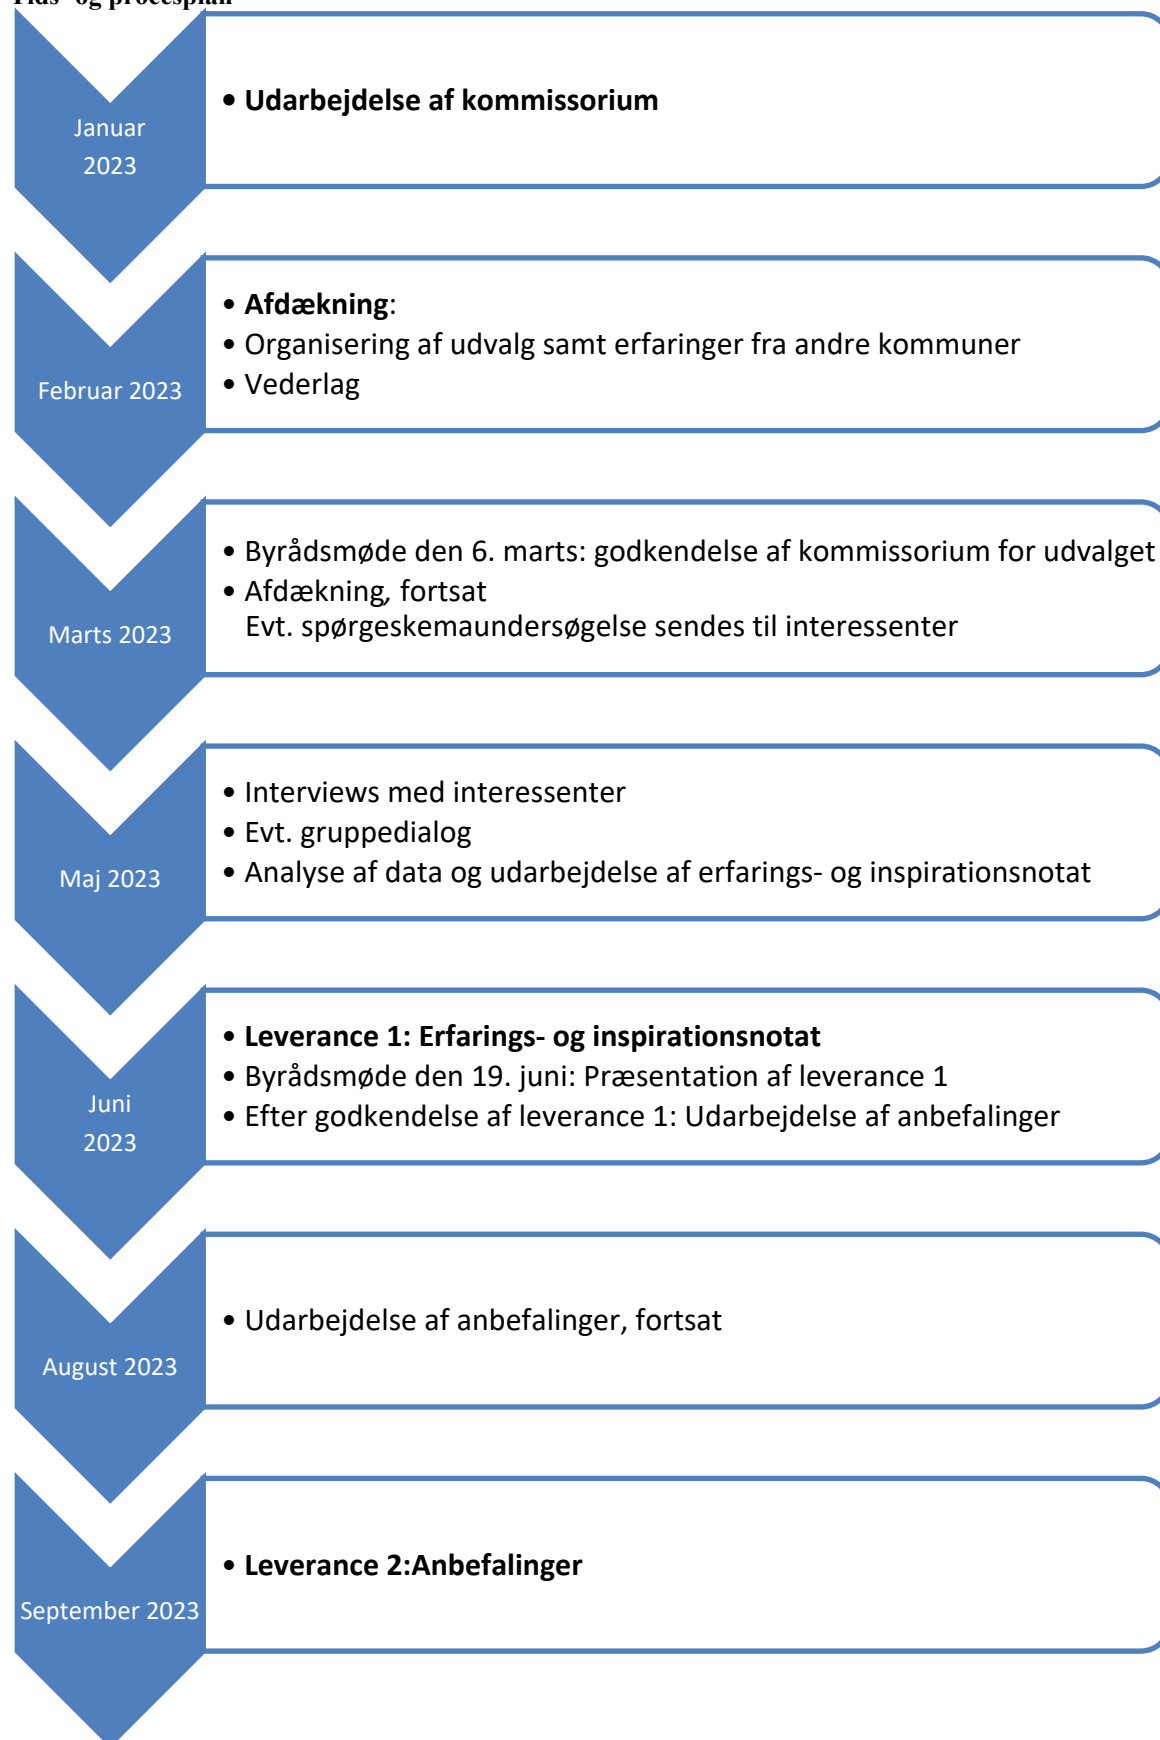 Tids- og procesplan
Januar
2023
• Udarbejdelse af kommissorium
Februar 2023
• Afdækning:
• Organisering af udvalg samt erfaringer fra andre kommuner
• Vederlag
Marts 2023
• Byrådsmøde den 6. marts: godkendelse af kommissorium for udvalget
• Afdækning, fortsat
Evt. spørgeskemaundersøgelse sendes til interessenter
Maj 2023
• Interviews med interessenter
• Evt. gruppedialog
• Analyse af data og udarbejdelse af erfarings- og inspirationsnotat
Juni
2023
• Leverance 1: Erfarings- og inspirationsnotat
• Byrådsmøde den 19. juni: Præsentation af leverance 1
• Efter godkendelse af leverance 1: Udarbejdelse af anbefalinger
August 2023
• Udarbejdelse af anbefalinger, fortsat
September 2023
• Leverance 2:Anbefalinger